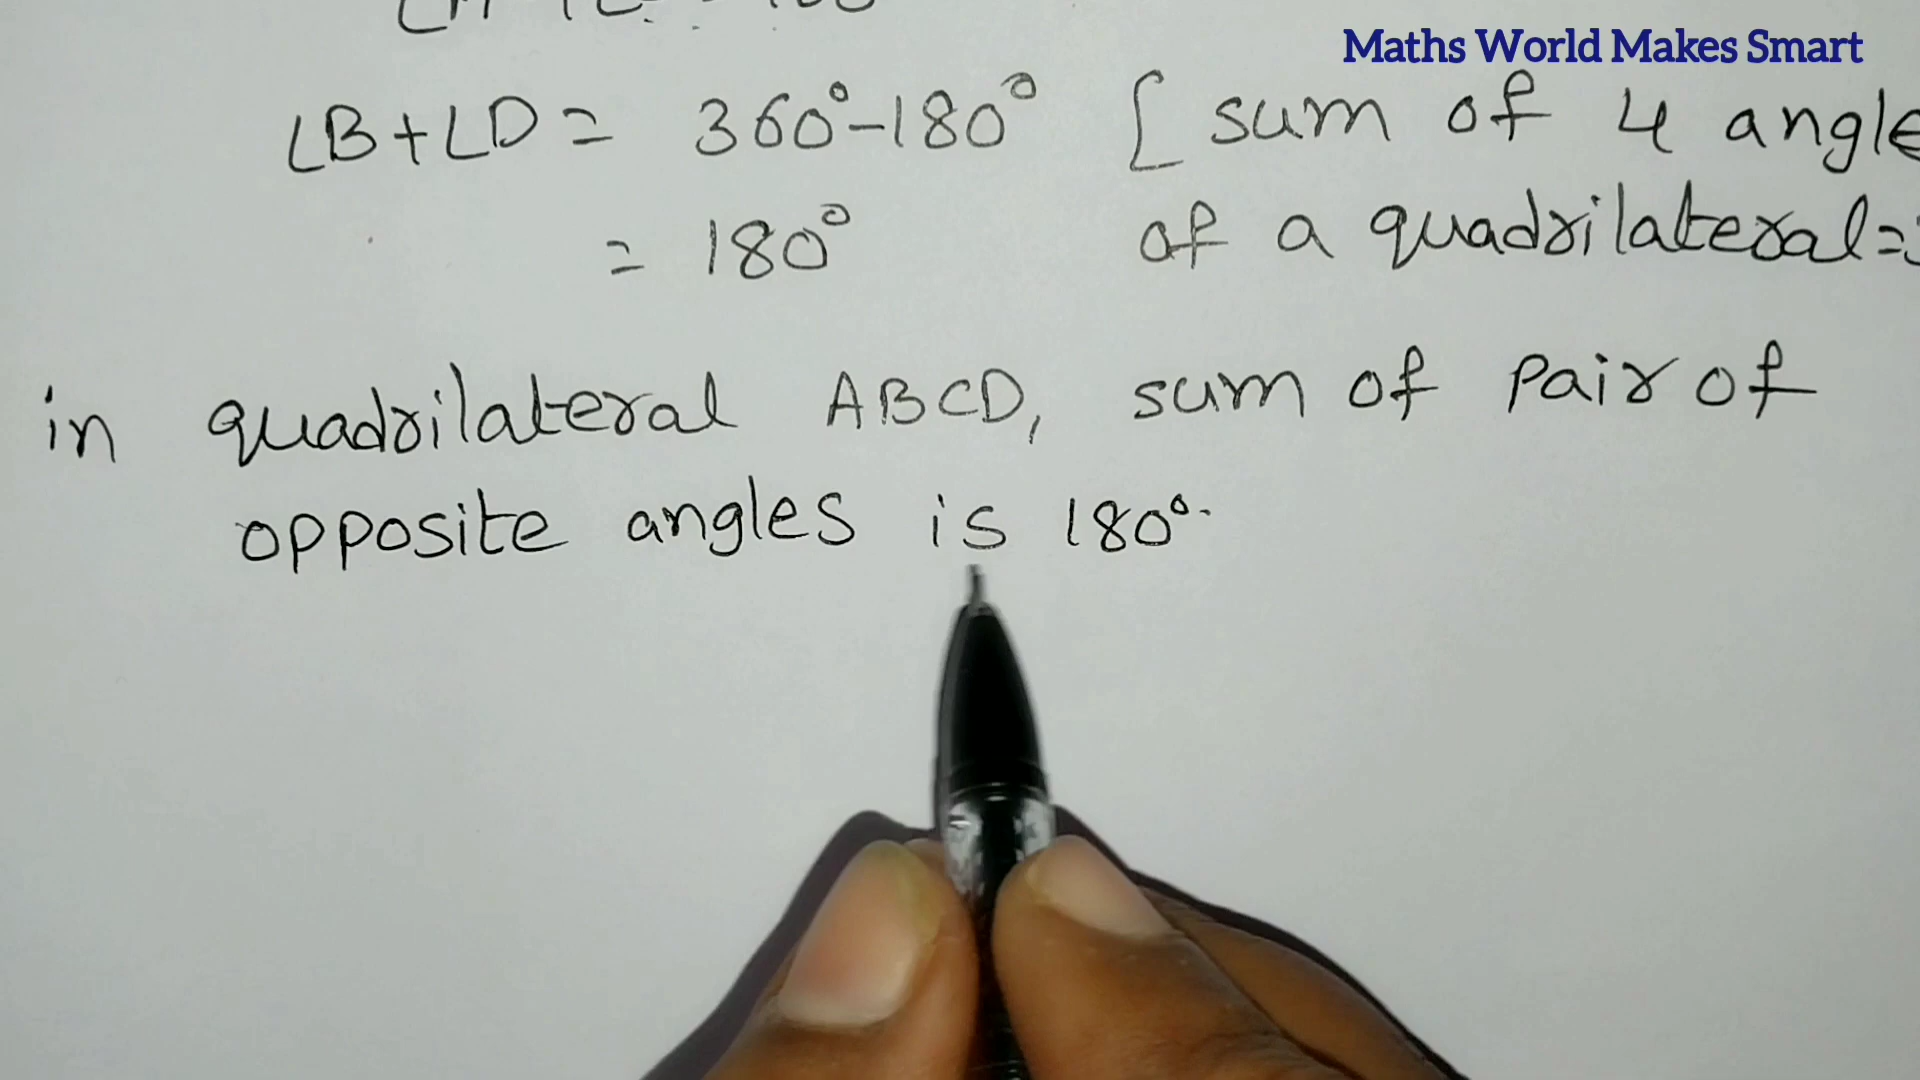 Maths World Makes Smart
∠B+∠D = 360°-180° [ sum of 4 angle
= 180° of a quadrilateral=
in quadrilateral ABCD, sum of pair of
opposite angles is 180°.